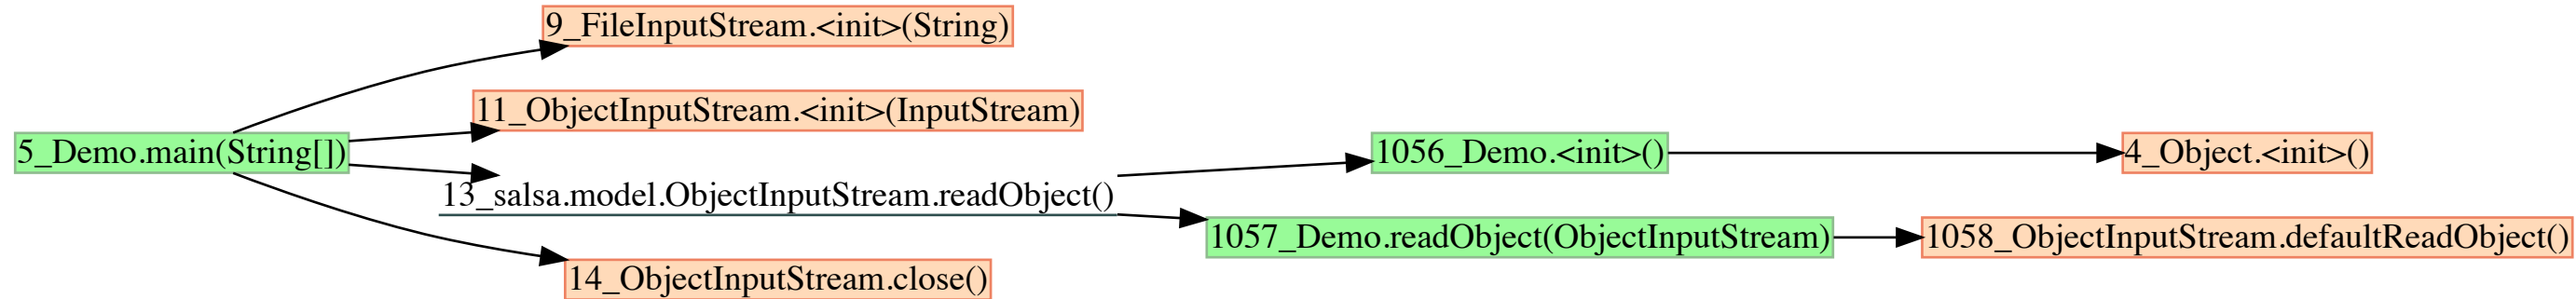 9_FileInputStream.<init>(String)
11_ObjectInputStream.<init>(InputStream)
5_Demo.main(String[])
1056_Demo.<init>()
4_Object.<init>()
13_salsa.model.ObjectInputStream.readObject()
1057_Demo.readObject(ObjectInputStream)
1058_ObjectInputStream.defaultReadObject()
14_ObjectInputStream.close()